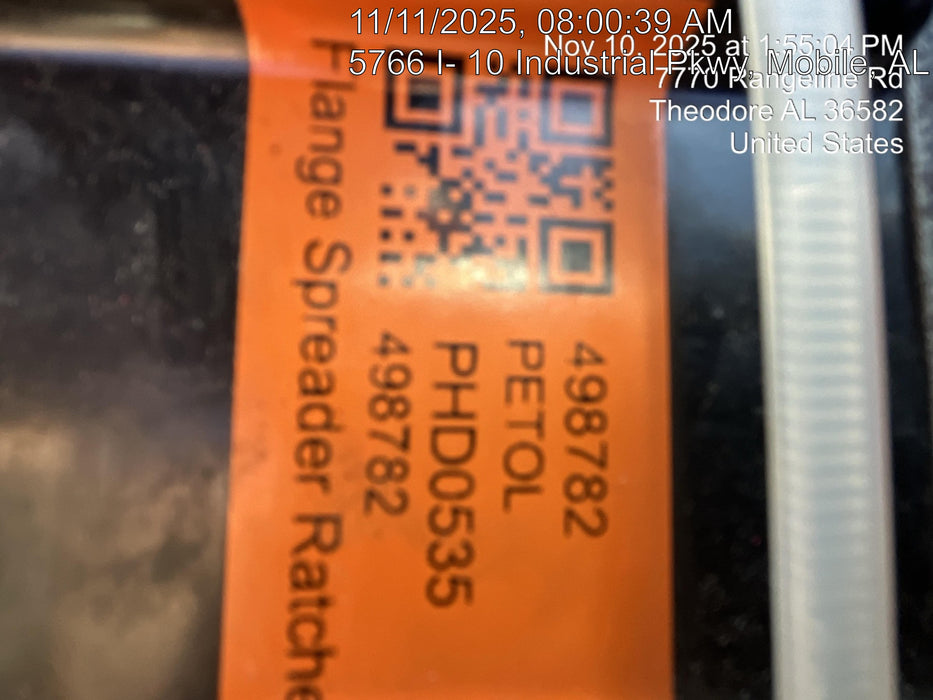 11/11/2025, 08:00:39 AM
5766 I- 10 Industrial Pkwy, Mobile, AL
Nov 10, 2025 at 1:55:04 PM
7770 Rangeline Rd
Theodore AL 36582
United States
498782
PETOL
PHD0535
498782
Flange Spreader Ratche